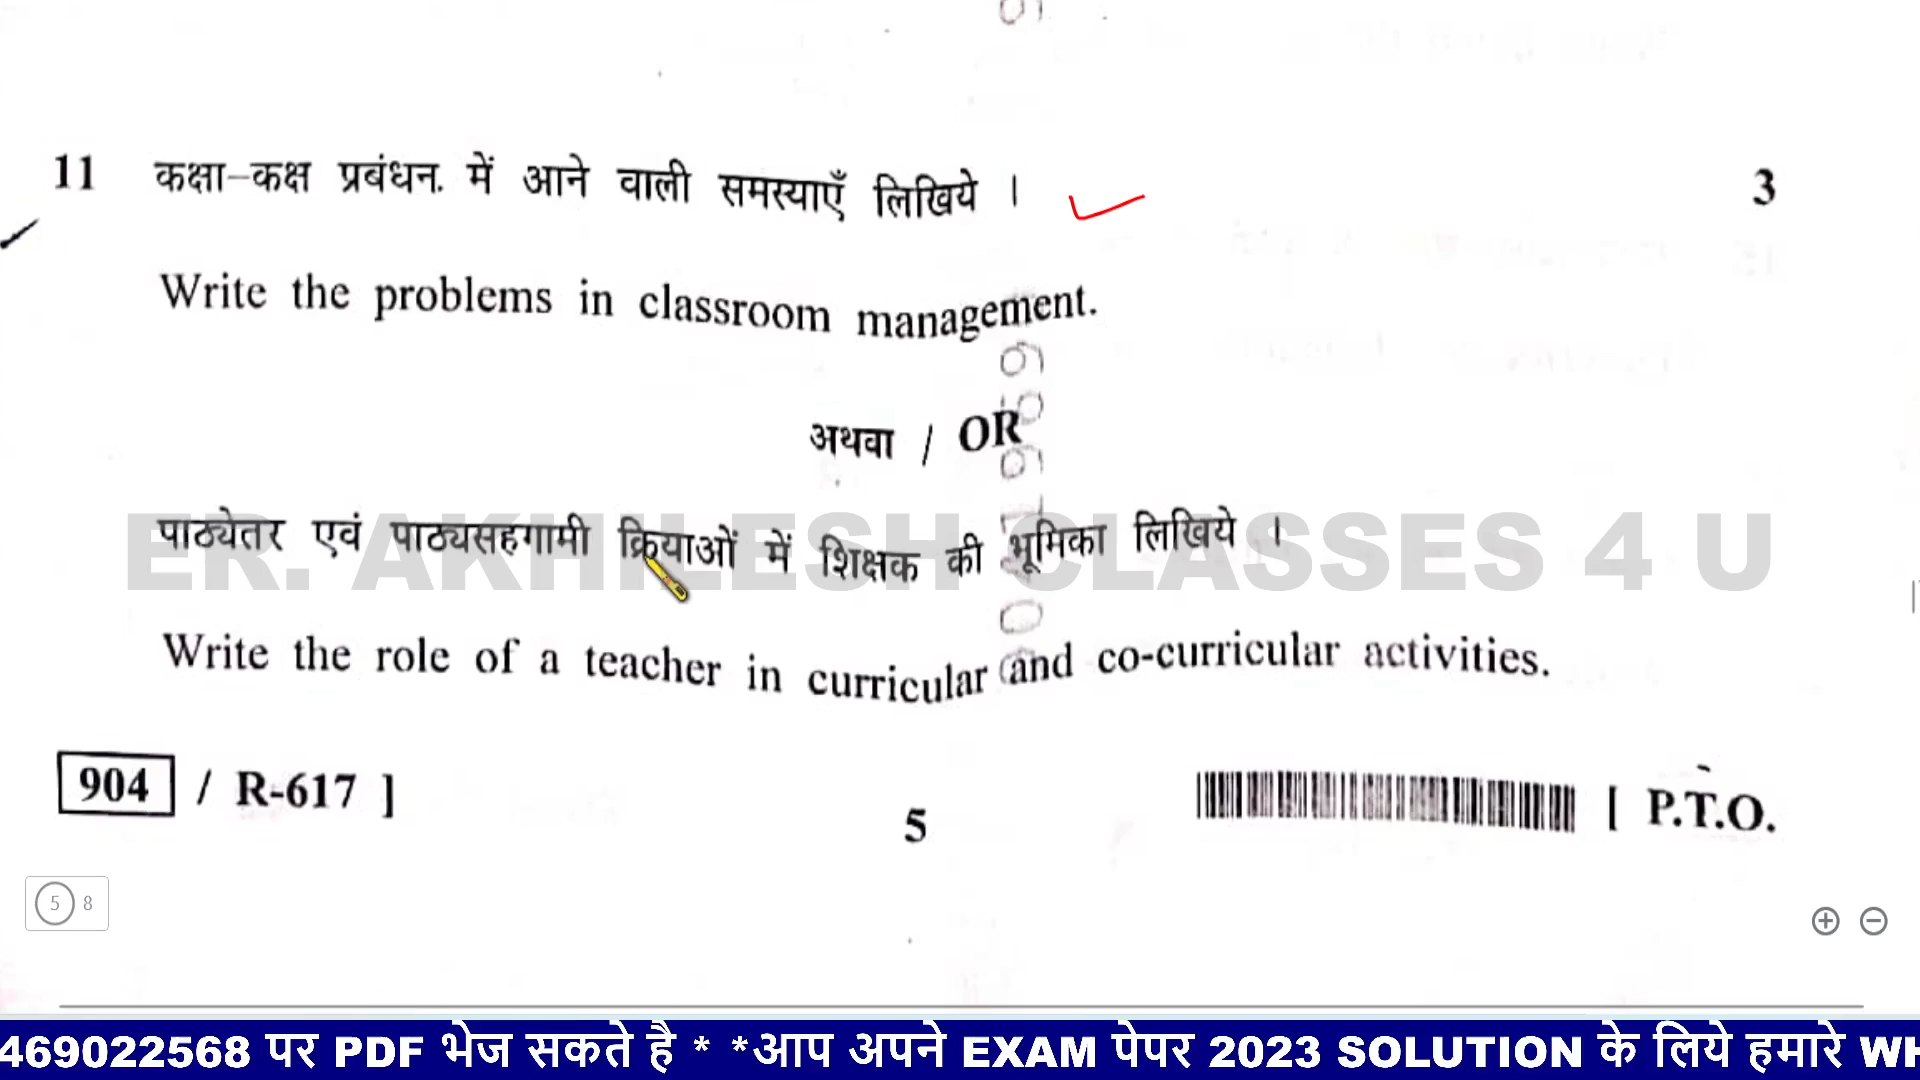 11 कक्षा-कक्ष प्रबंधन में आने वाली समस्याएँ लिखिये । 3
Write the problems in classroom management.
अथवा / OR
पाठ्येतर एवं पाठ्यसहगामी क्रियाओं में शिक्षक की भूमिका लिखिये ।
ER. AKHILESH CLASSES 4 U
Write the role of a teacher in curricular and co-curricular activities.
904 / R-617 ] 5 [ P.T.O.
5 8
469022568 पर PDF भेज सकते है * *आप अपने EXAM पेपर 2023 SOLUTION के लिये हमारे WH